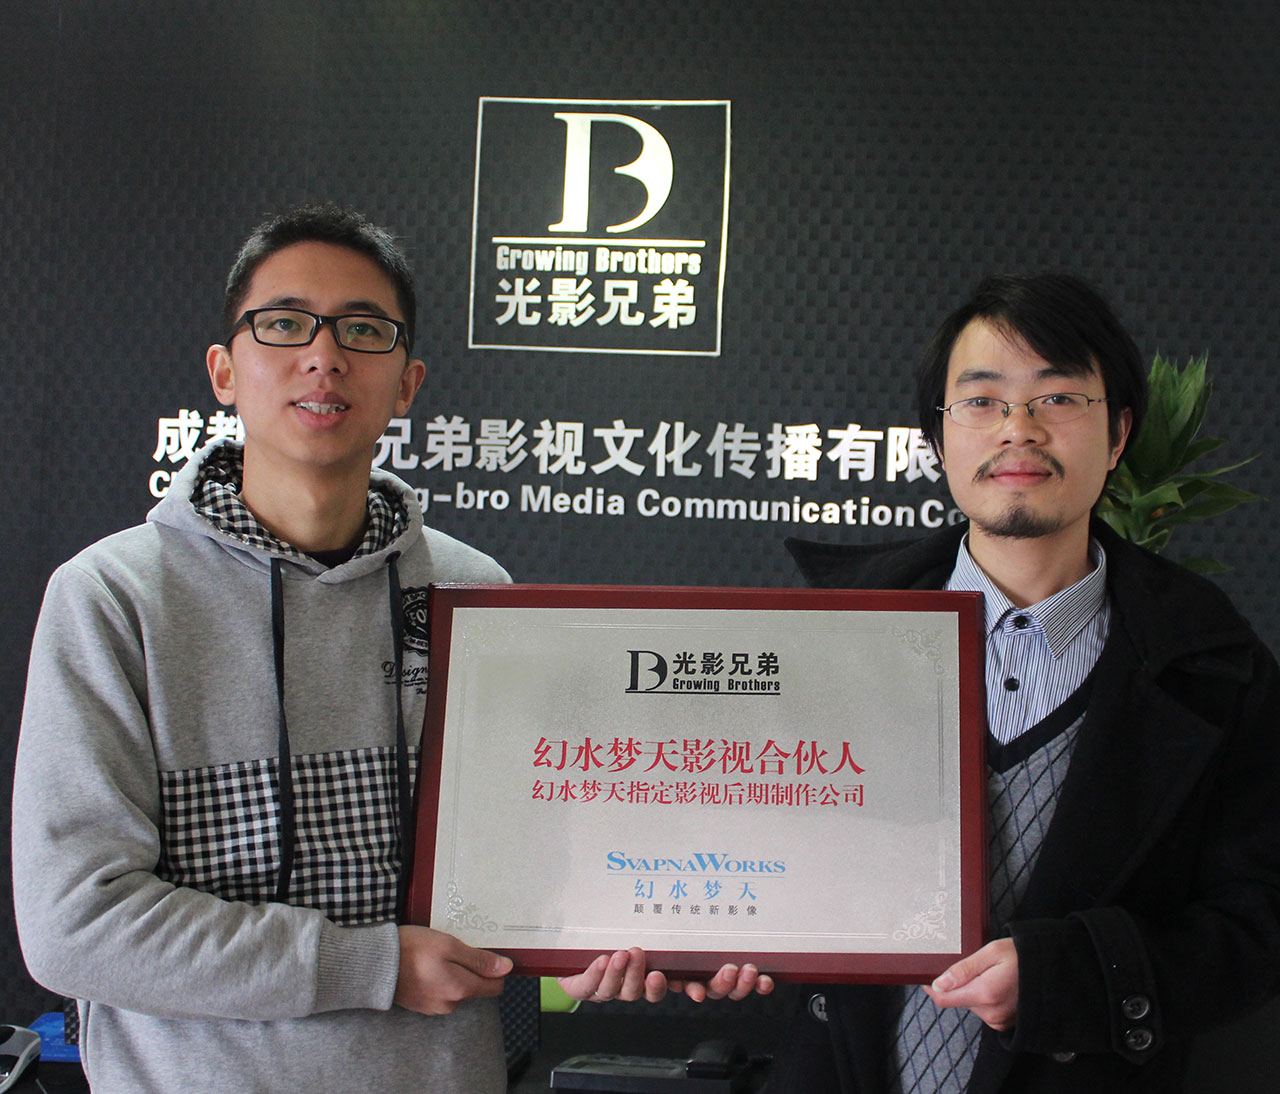 B
Growing Brothers
光影兄弟
成都 兄弟影视文化传播有限
g-bro Media Communication Co
B 光影兄弟
Growing Brothers
幻水梦天影视合伙人
幻水梦天指定影视后期制作公司
SVAPNAWORKS
幻水梦天
颠覆传统新影像
Design